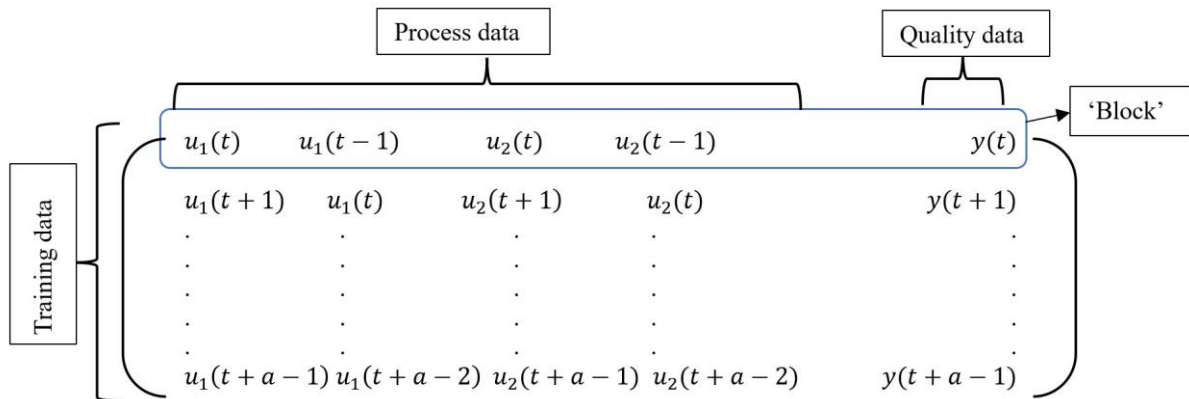 Process data
Quality data
‘Block’
Training data
u₁(t) u₁(t − 1) u₂(t) u₂(t − 1) y(t)
u₁(t + 1) u₁(t) u₂(t + 1) u₂(t) y(t + 1)
. . . . .
. . . . .
. . . . .
. . . . .
. . . . .
u₁(t + a − 1) u₁(t + a − 2) u₂(t + a − 1) u₂(t + a − 2) y(t + a − 1)